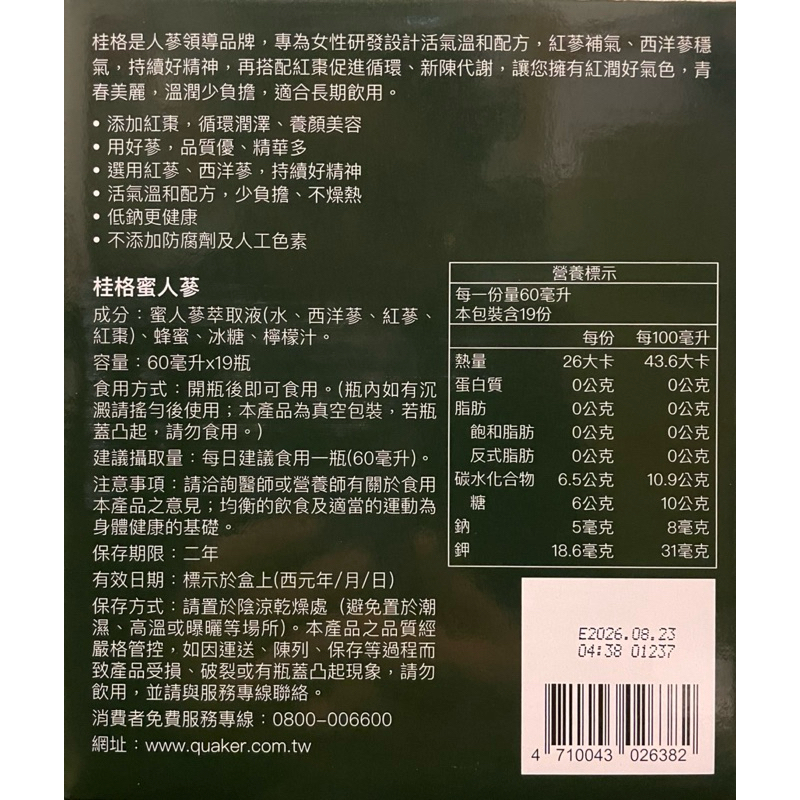 桂格是人蔘領導品牌，專為女性研發設計活氣溫和配方，紅蔘補氣、西洋蔘穩
氣，持續好精神，再搭配紅棗促進循環、新陳代謝，讓您擁有紅潤好氣色，青
春美麗，溫潤少負擔，適合長期飲用。
• 添加紅棗，循環潤澤、養顏美容
• 用好蔘，品質優、精華多
• 選用紅蔘、西洋蔘，持續好精神
• 活氣溫和配方，少負擔、不燥熱
• 低鈉更健康
• 不添加防腐劑及人工色素
桂格蜜人蔘
成分：蜜人蔘萃取液(水、西洋蔘、紅蔘、
紅棗)、蜂蜜、冰糖、檸檬汁。
容量：60毫升x19瓶
食用方式：開瓶後即可食用。(瓶內如有沉
澱請搖勻後使用；本產品為真空包裝，若瓶
蓋凸起，請勿食用。)
建議攝取量：每日建議食用一瓶(60毫升)。
注意事項：請洽詢醫師或營養師有關於食用
本產品之意見；均衡的飲食及適當的運動為
身體健康的基礎。
保存期限：二年
有效日期：標示於盒上(西元年/月/日)
保存方式：請置於陰涼乾燥處（避免置於潮
濕、高溫或曝曬等場所)。本產品之品質經
嚴格管控，如因運送、陳列、保存等過程而
致產品受損、破裂或有瓶蓋凸起現象，請勿
飲用，並請與服務專線聯絡。
消費者免費服務專線：0800-006600
網址：www.quaker.com.tw
營養標示
每一份量60毫升
本包裝含19份
每份 每100毫升
熱量 26大卡 43.6大卡
蛋白質 0公克 0公克
脂肪 0公克 0公克
飽和脂肪 0公克 0公克
反式脂肪 0公克 0公克
碳水化合物 6.5公克 10.9公克
糖 6公克 10公克
鈉 5毫克 8毫克
鉀 18.6毫克 31毫克
E2026.08.23
04:38 01237
4 710043 026382